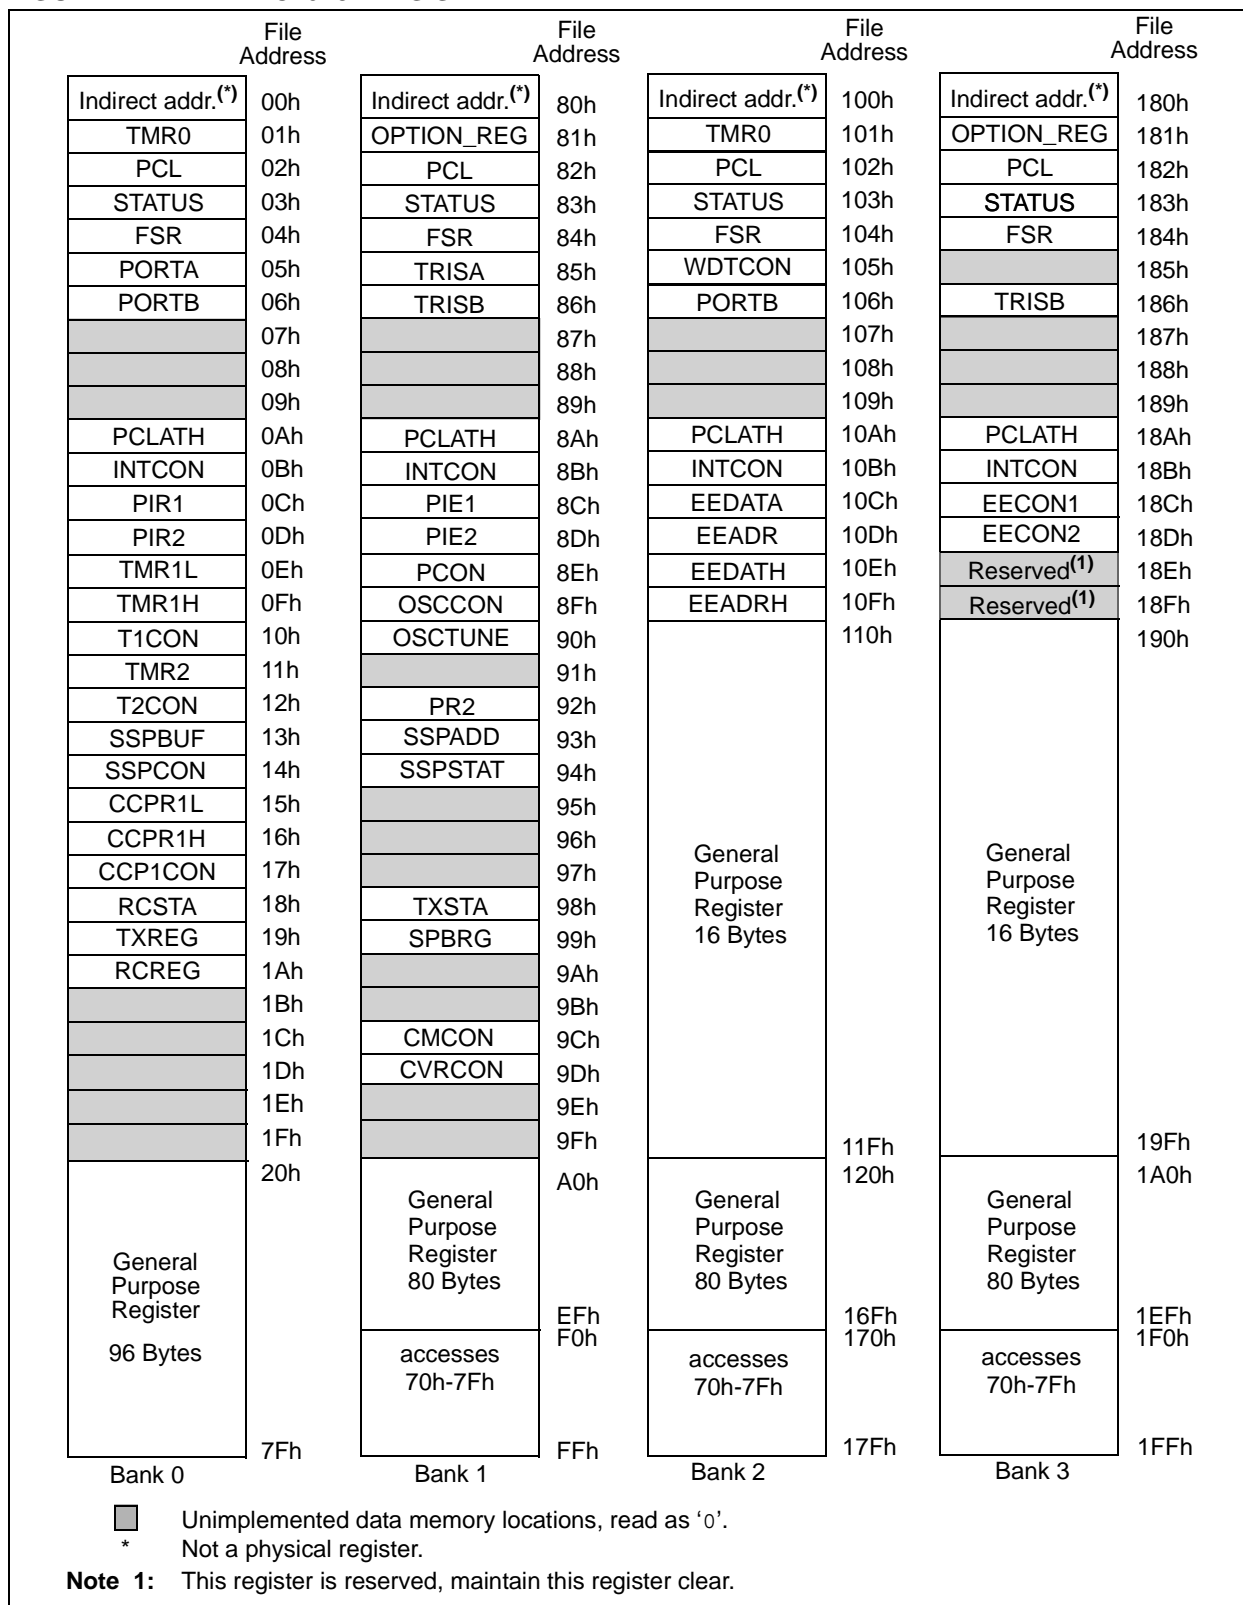 File Address File Address File Address File Address
Indirect addr.(*) 00h Indirect addr.(*) 80h Indirect addr.(*) 100h Indirect addr.(*) 180h
TMR0 01h OPTION_REG 81h TMR0 101h OPTION_REG 181h
PCL 02h PCL 82h PCL 102h PCL 182h
STATUS 03h STATUS 83h STATUS 103h STATUS 183h
FSR 04h FSR 84h FSR 104h FSR 184h
PORTA 05h TRISA 85h WDTCON 105h 185h
PORTB 06h TRISB 86h PORTB 106h TRISB 186h
07h 87h 107h 187h
08h 88h 108h 188h
09h 89h 109h 189h
PCLATH 0Ah PCLATH 8Ah PCLATH 10Ah PCLATH 18Ah
INTCON 0Bh INTCON 8Bh INTCON 10Bh INTCON 18Bh
PIR1 0Ch PIE1 8Ch EEDATA 10Ch EECON1 18Ch
PIR2 0Dh PIE2 8Dh EEADR 10Dh EECON2 18Dh
TMR1L 0Eh PCON 8Eh EEDATH 10Eh Reserved(1) 18Eh
TMR1H 0Fh OSCCON 8Fh EEADRH 10Fh Reserved(1) 18Fh
T1CON 10h OSCTUNE 90h 110h 190h
TMR2 11h 91h
T2CON 12h PR2 92h
SSPBUF 13h SSPADD 93h
SSPCON 14h SSPSTAT 94h
CCPR1L 15h 95h
CCPR1H 16h 96h
CCP1CON 17h 97h
RCSTA 18h TXSTA 98h
TXREG 19h SPBRG 99h
RCREG 1Ah 9Ah
1Bh 9Bh
1Ch CMCON 9Ch
1Dh CVRCON 9Dh
1Eh 9Eh
1Fh 9Fh
General Purpose Register 16 Bytes 11Fh
General Purpose Register 16 Bytes 19Fh
20h A0h 120h 1A0h
General Purpose Register 96 Bytes 7Fh
General Purpose Register 80 Bytes EFh
General Purpose Register 80 Bytes 16Fh
General Purpose Register 80 Bytes 1EFh
F0h 170h 1F0h
accesses 70h-7Fh FFh
accesses 70h-7Fh 17Fh
accesses 70h-7Fh 1FFh
Bank 0 Bank 1 Bank 2 Bank 3
Unimplemented data memory locations, read as ‘0’.
* Not a physical register.
Note 1: This register is reserved, maintain this register clear.